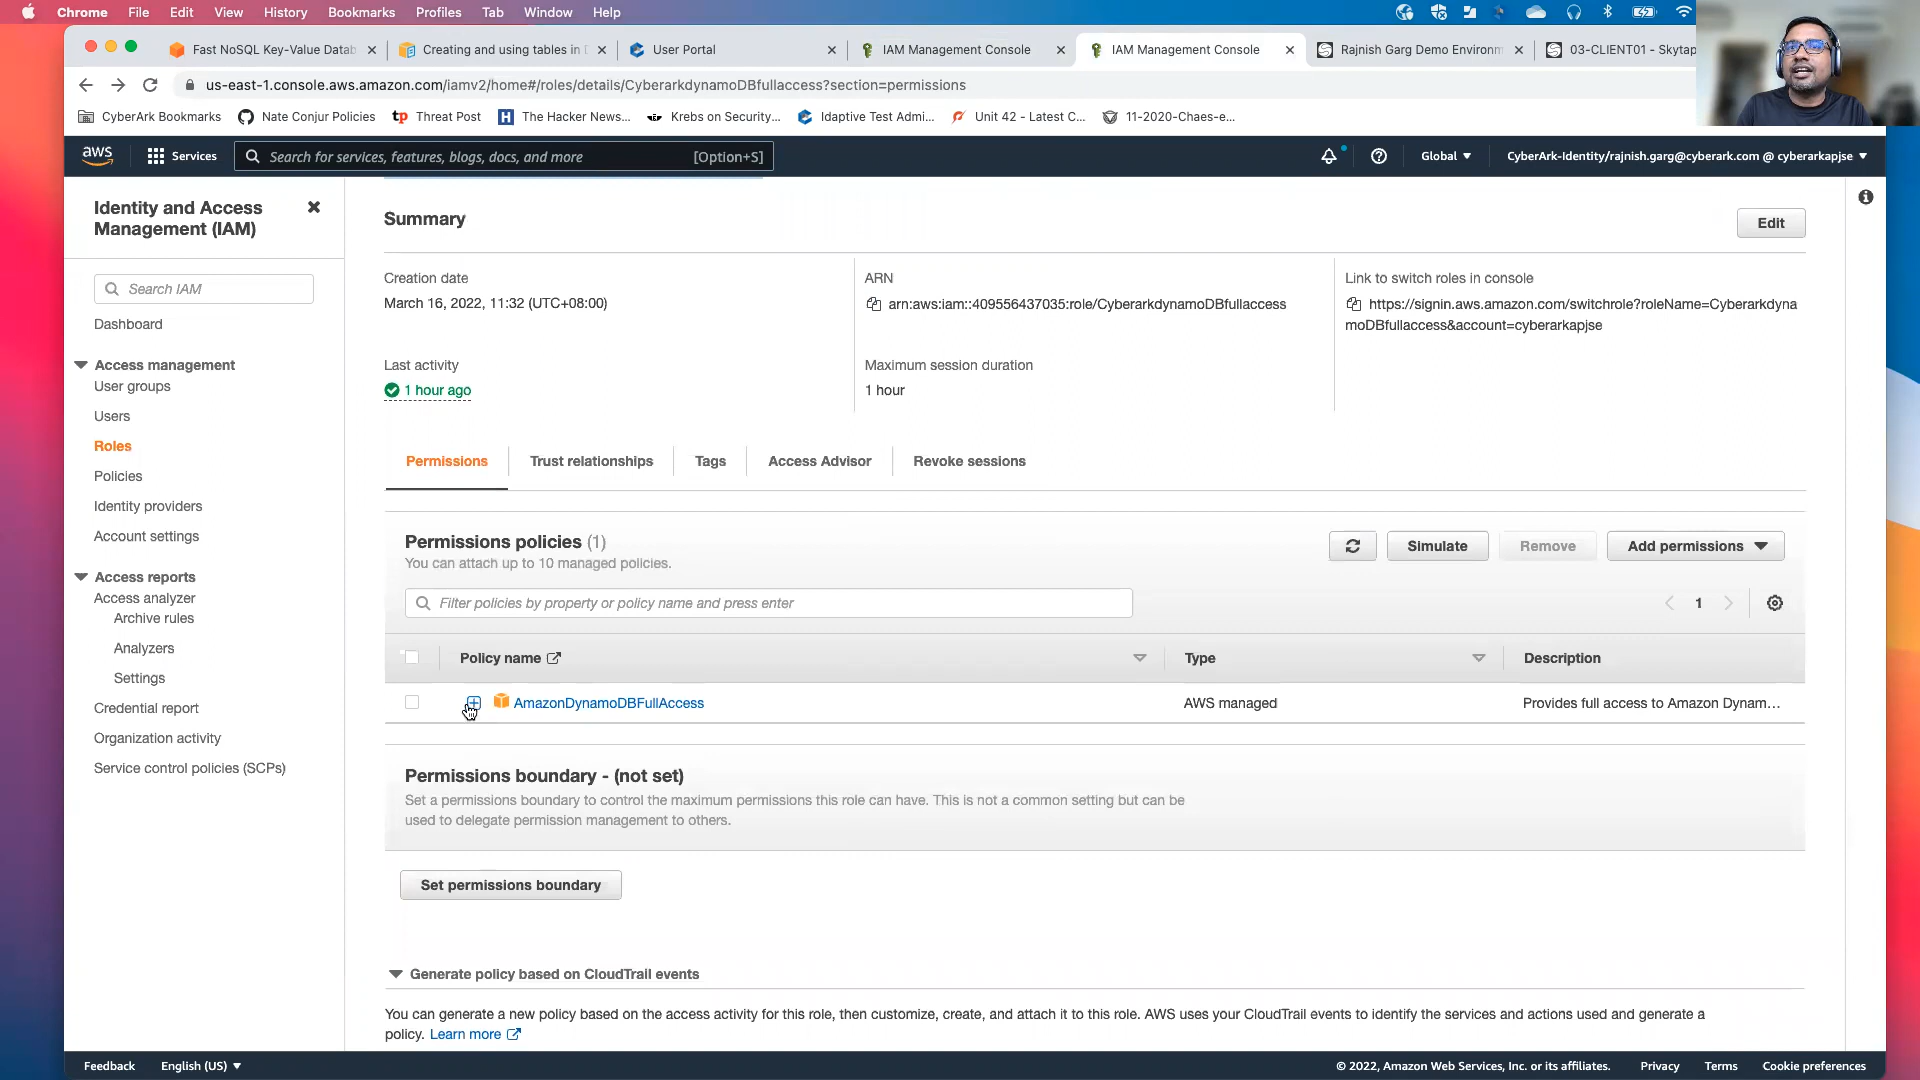 Chrome File Edit View History Bookmarks Profiles Tab Window Help
Fast NoSQL Key-Value Datab
Creating and using tables in D
User Portal
IAM Management Console
IAM Management Console
Rajnish Garg Demo Environm
03-CLIENT01 - Skytap
us-east-1.console.aws.amazon.com/iamv2/home#/roles/details/CyberarkdynamoDBfullaccess?section=permissions
CyberArk Bookmarks Nate Conjur Policies tp Threat Post H The Hacker News... Krebs on Security... Idaptive Test Admi... Unit 42 - Latest C... 11-2020-Chaes-e...
aws Services Search for services, features, blogs, docs, and more [Option+S] Global CyberArk-Identity/rajnish.garg@cyberark.com @ cyberarkapjse
Identity and Access
Management (IAM)
Search IAM
Dashboard
Access management
User groups
Users
Roles
Policies
Identity providers
Account settings
Access reports
Access analyzer
Archive rules
Analyzers
Settings
Credential report
Organization activity
Service control policies (SCPs)
Summary
Edit
Creation date
March 16, 2022, 11:32 (UTC+08:00)
ARN
arn:aws:iam::409556437035:role/CyberarkdynamoDBfullaccess
Link to switch roles in console
https://signin.aws.amazon.com/switchrole?roleName=Cyberarkdyna
moDBfullaccess&account=cyberarkapjse
Last activity
1 hour ago
Maximum session duration
1 hour
Permissions Trust relationships Tags Access Advisor Revoke sessions
Permissions policies (1)
You can attach up to 10 managed policies.
Simulate Remove Add permissions
Filter policies by property or policy name and press enter
1
Policy name Type Description
AmazonDynamoDBFullAccess AWS managed Provides full access to Amazon Dynam...
Permissions boundary - (not set)
Set a permissions boundary to control the maximum permissions this role can have. This is not a common setting but can be
used to delegate permission management to others.
Set permissions boundary
Generate policy based on CloudTrail events
You can generate a new policy based on the access activity for this role, then customize, create, and attach it to this role. AWS uses your CloudTrail events to identify the services and actions used and generate a
policy. Learn more
Feedback English (US) © 2022, Amazon Web Services, Inc. or its affiliates. Privacy Terms Cookie preferences